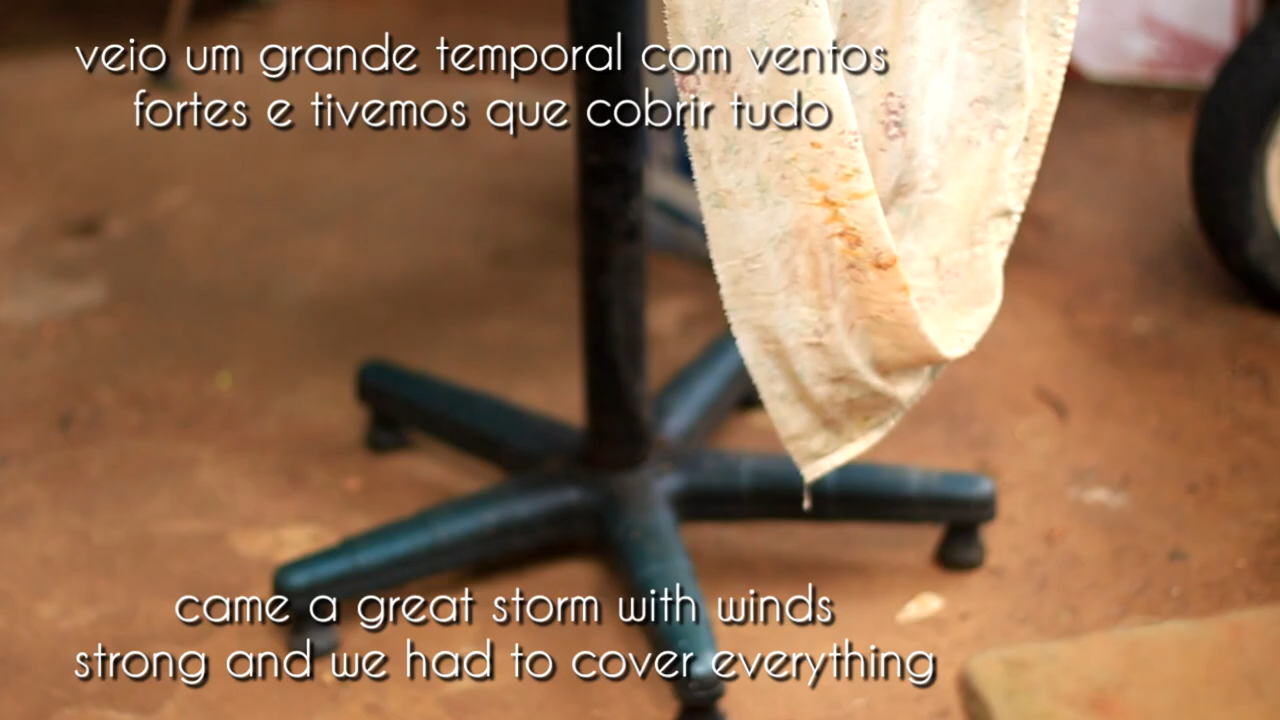 veio um grande temporal com ventos
fortes e tivemos que cobrir tudo
came a great storm with winds
strong and we had to cover everything